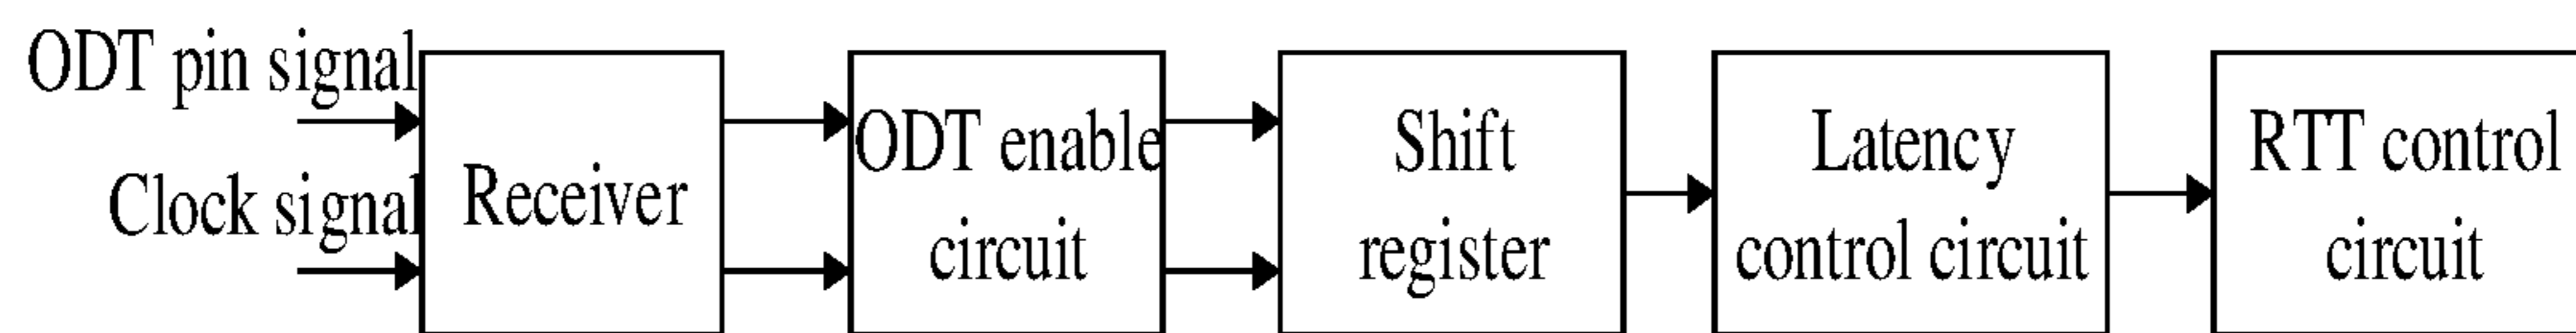 ODT pin signal
Clock signal
Receiver
ODT enable
circuit
Shift
register
Latency
control circuit
RTT control
circuit